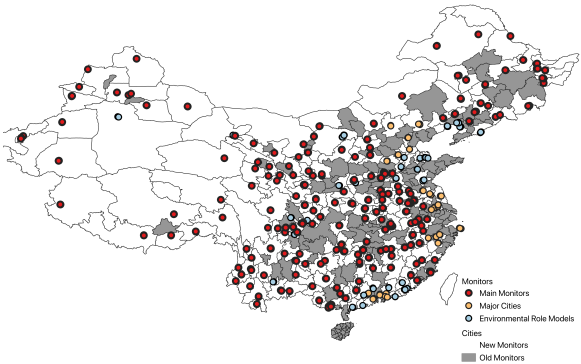 Monitors
Main Monitors
Major Cities
Environmental Role Models
Cities
New Monitors
Old Monitors